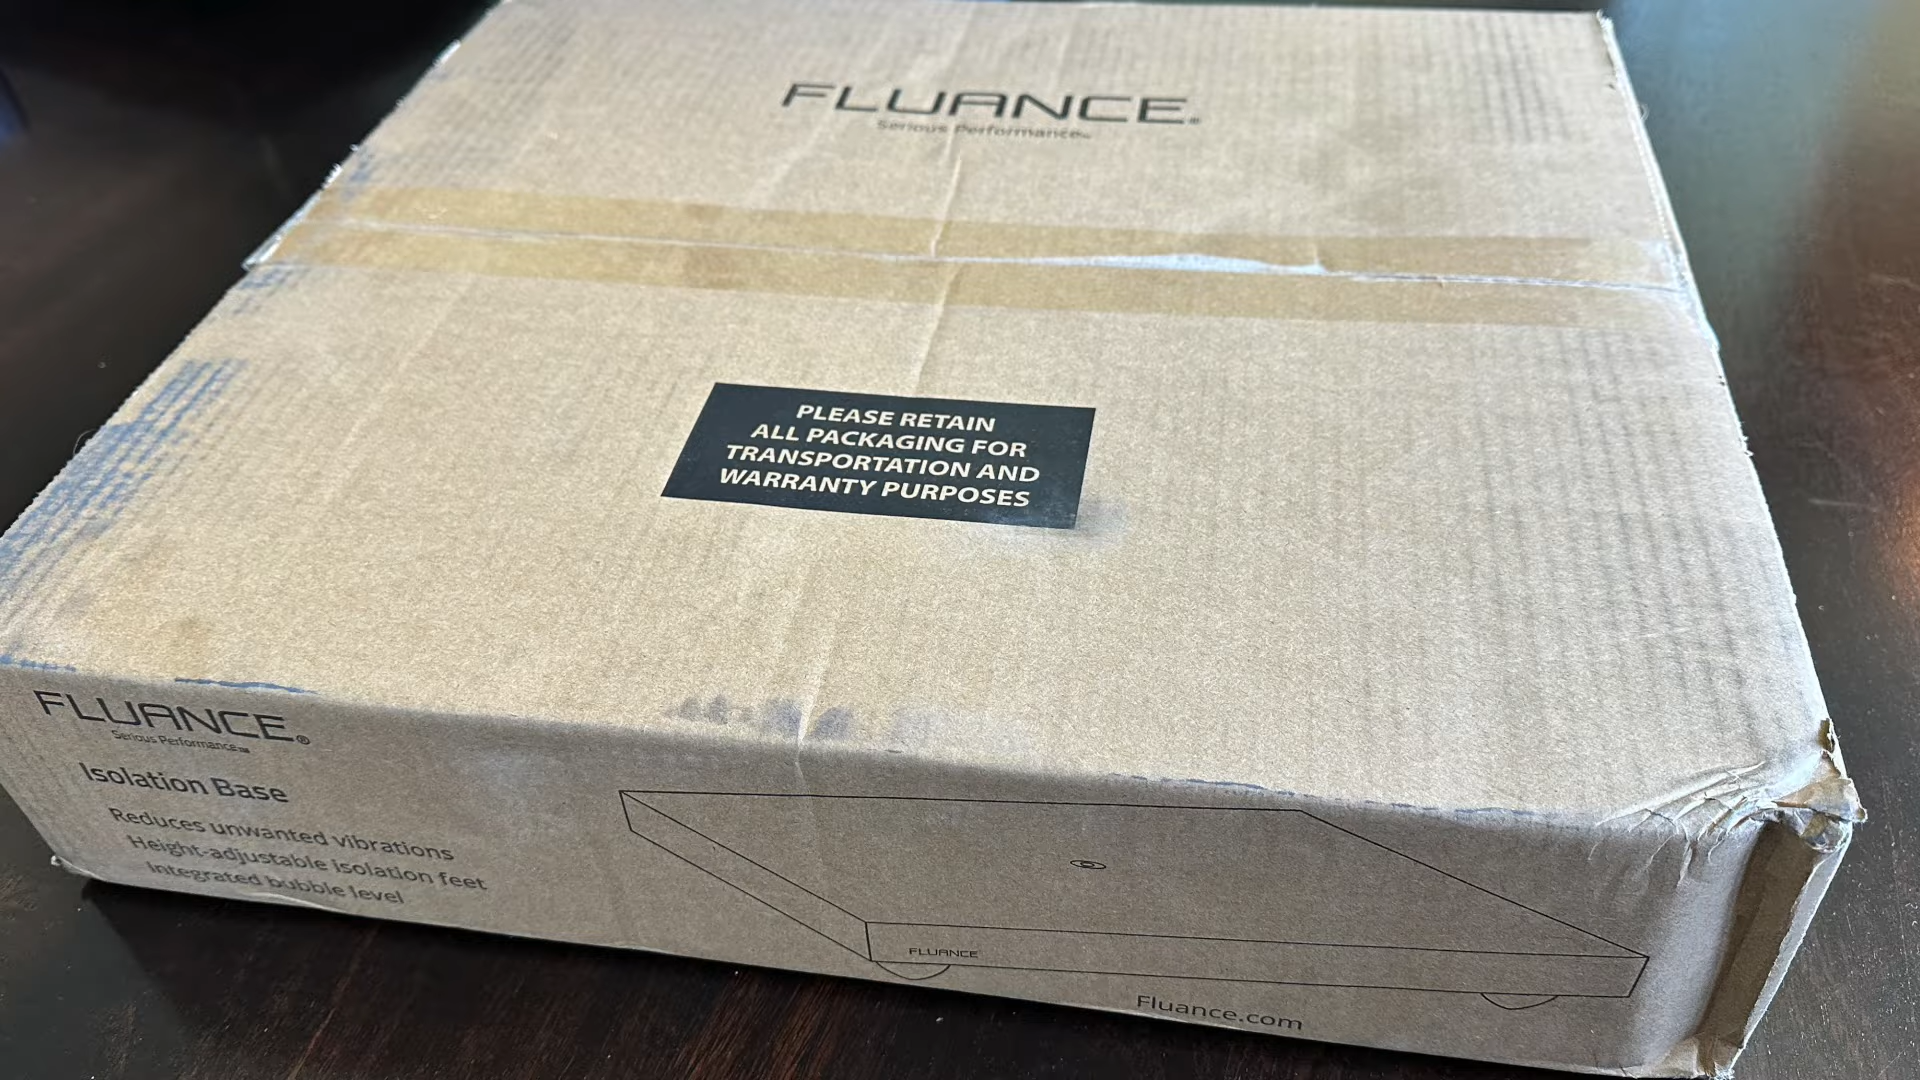 FLUANCE®
Serious Performance™
PLEASE RETAIN
ALL PACKAGING FOR
TRANSPORTATION AND
WARRANTY PURPOSES
FLUANCE®
Serious Performance™
Isolation Base
Reduces unwanted vibrations
Height-adjustable isolation feet
Integrated bubble level
FLUANCE
Fluance.com